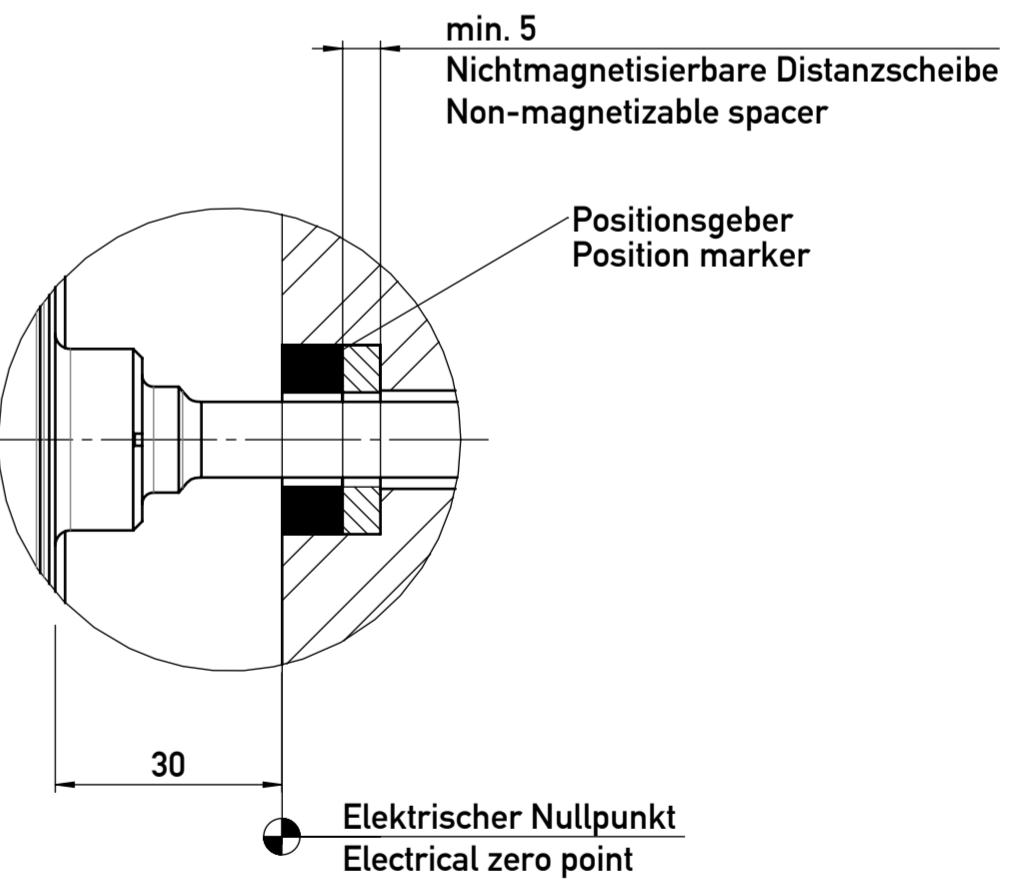 min. 5
Nichtmagnetisierbare Distanzscheibe
Non-magnetizable spacer
Positionsgeber
Position marker
30
Elektrischer Nullpunkt
Electrical zero point